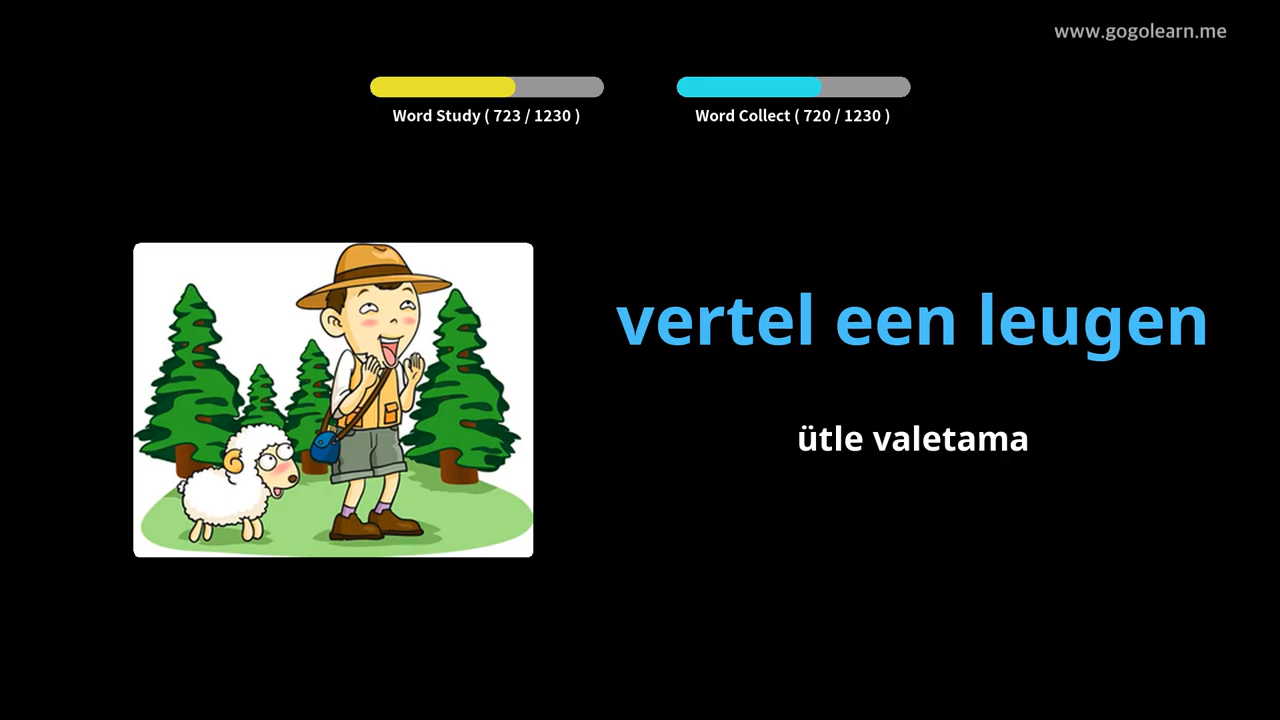 www.gogolearn.me
Word Study ( 723 / 1230 )
Word Collect ( 720 / 1230 )
vertel een leugen
ütle valetama